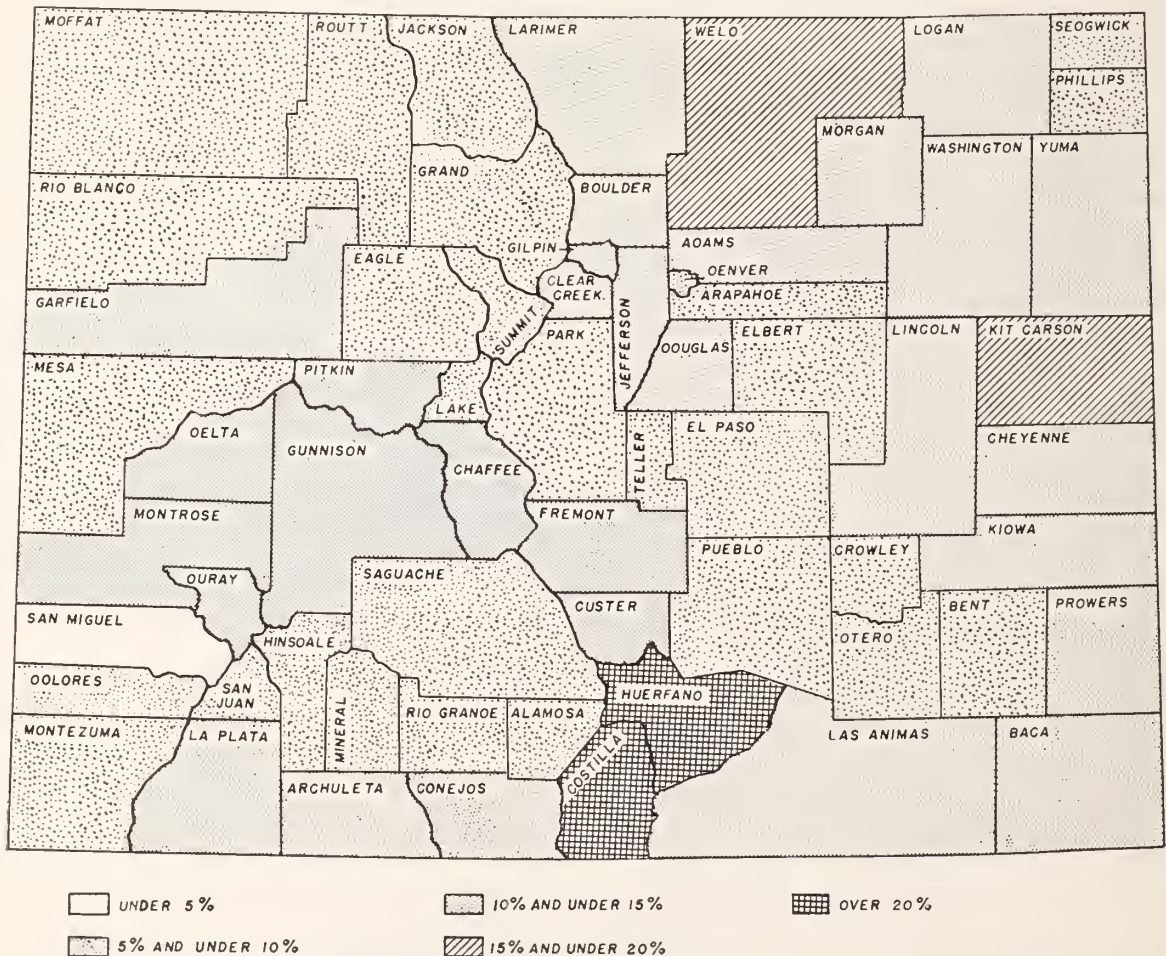 MOFFAT
ROUTT
JACKSON
LARIMER
WELO
LOGAN
SEOGWICK
PHILLIPS
MORGAN
WASHINGTON
YUMA
GRAND
RIO BLANCO
BOULDER
GILPIN
AOAMS
EAGLE
OENVER
CLEAR
CREEK.
ARAPAHOE
GARFIELO
SUMMIT
PARK
JEFFERSON
OOUGLAS
ELBERT
LINCOLN
KIT CARSON
MESA
PITKIN
LAKE
OELTA
GUNNISON
CHAFFEE
TELLER
EL PASO
CHEYENNE
MONTROSE
FREMONT
KIOWA
PUEBLO
CROWLEY
OURAY
SAGUACHE
CUSTER
BENT
PROWERS
SAN MIGUEL
HINSOALE
OTERO
DOLORES
SAN
JUAN
MINERAL
RIO GRANOE
ALAMOSA
HUERFANO
MONTEZUMA
LA PLATA
LAS ANIMAS
BACA
COSTILLA
ARCHULETA
CONEJOS
UNDER 5%
10% AND UNDER 15%
OVER 20%
5% AND UNDER 10%
15% AND UNDER 20%